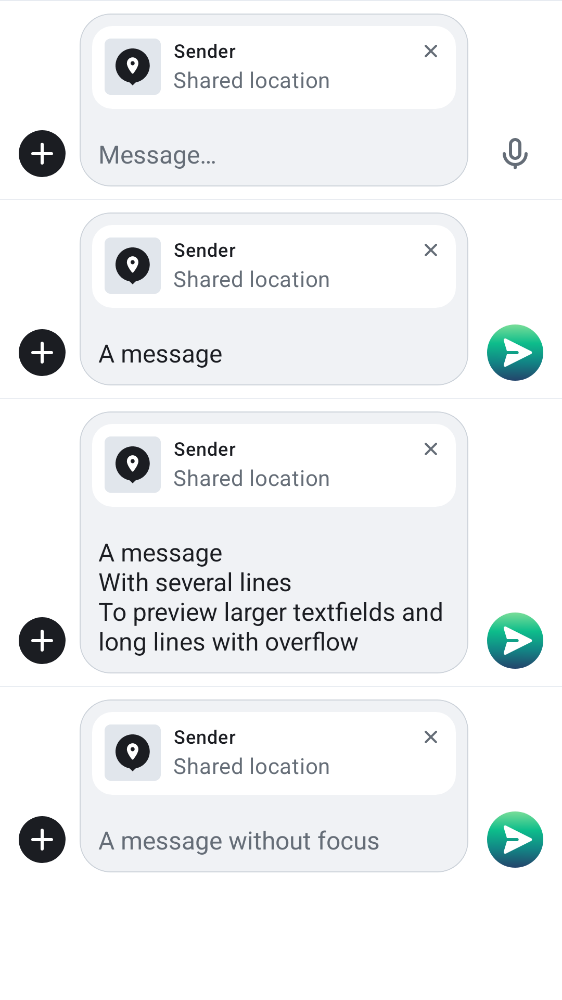 Sender
Shared location
Message…
Sender
Shared location
A message
Sender
Shared location
A message
With several lines
To preview larger textfields and
long lines with overflow
Sender
Shared location
A message without focus